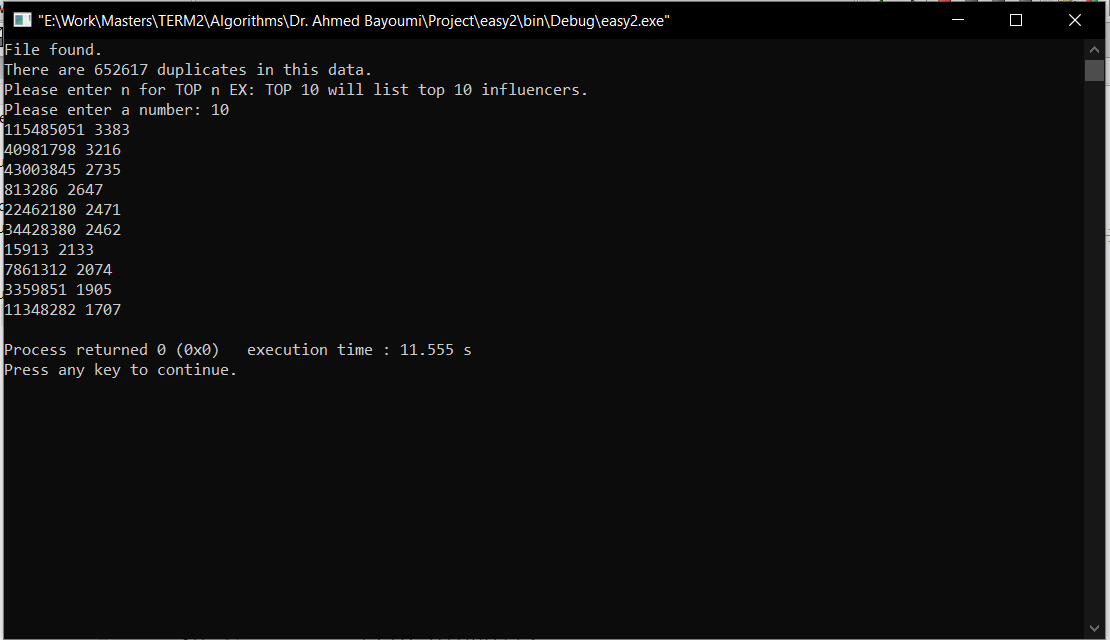 "E:\Work\Masters\TERM2\Algorithms\Dr. Ahmed Bayoumi\Project\easy2\bin\Debug\easy2.exe"
File found.
There are 652617 duplicates in this data.
Please enter n for TOP n EX: TOP 10 will list top 10 influencers.
Please enter a number: 10
115485051 3383
40981798 3216
43003845 2735
813286 2647
22462180 2471
34428380 2462
15913 2133
7861312 2074
3359851 1905
11348282 1707
Process returned 0 (0x0)   execution time : 11.555 s
Press any key to continue.